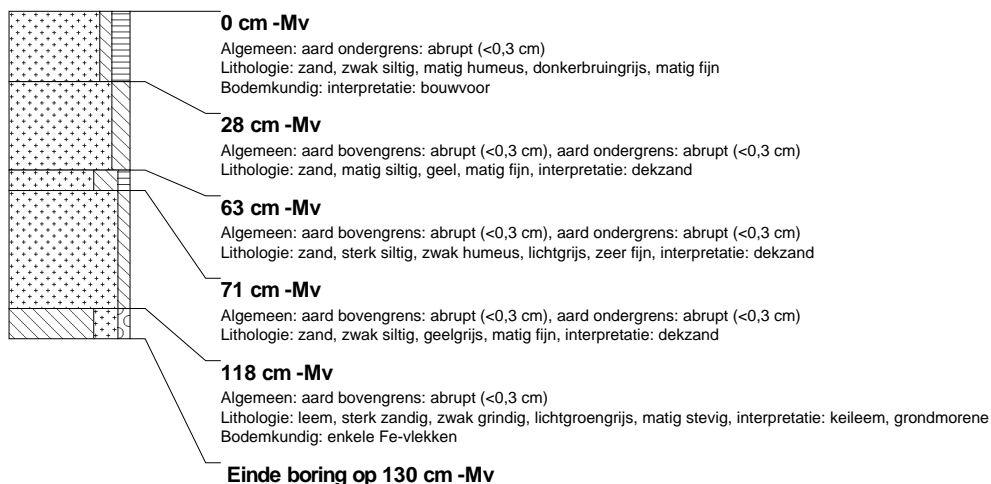 0 cm -Mv
Algemeen: aard ondergrens: abrupt (<0,3 cm)
Lithologie: zand, zwak siltig, matig humeus, donkerbruingrijs, matig fijn
Bodemkundig: interpretatie: bouwvoor
28 cm -Mv
Algemeen: aard bovengrens: abrupt (<0,3 cm), aard ondergrens: abrupt (<0,3 cm)
Lithologie: zand, matig siltig, geel, matig fijn, interpretatie: dekzand
63 cm -Mv
Algemeen: aard bovengrens: abrupt (<0,3 cm), aard ondergrens: abrupt (<0,3 cm)
Lithologie: zand, sterk siltig, zwak humeus, lichtgrijs, zeer fijn, interpretatie: dekzand
71 cm -Mv
Algemeen: aard bovengrens: abrupt (<0,3 cm), aard ondergrens: abrupt (<0,3 cm)
Lithologie: zand, zwak siltig, geelgrijs, matig fijn, interpretatie: dekzand
118 cm -Mv
Algemeen: aard bovengrens: abrupt (<0,3 cm)
Lithologie: leem, sterk zandig, zwak grindig, lichtgroengrijs, matig stevig, interpretatie: keileem, grondmorene
Bodemkundig: enkele Fe-vlekken
Einde boring op 130 cm -Mv